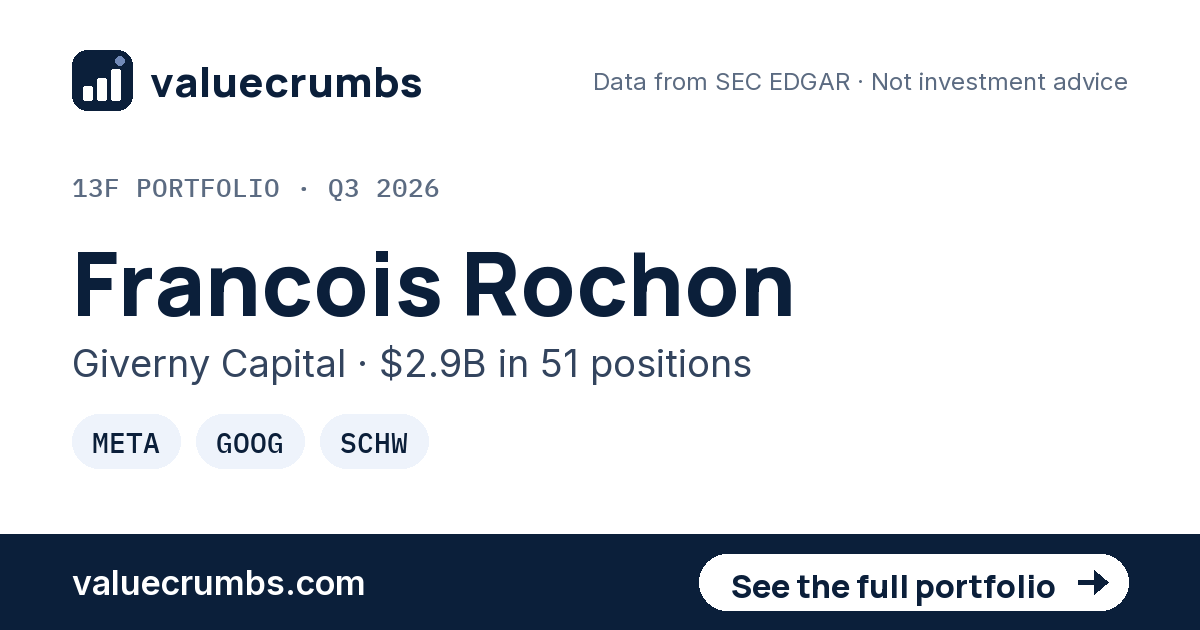 valuecrumbs
Data from SEC EDGAR · Not investment advice
13F PORTFOLIO · Q3 2026
Francois Rochon
Giverny Capital · $2.9B in 51 positions
META GOOG SCHW
valuecrumbs.com
See the full portfolio →